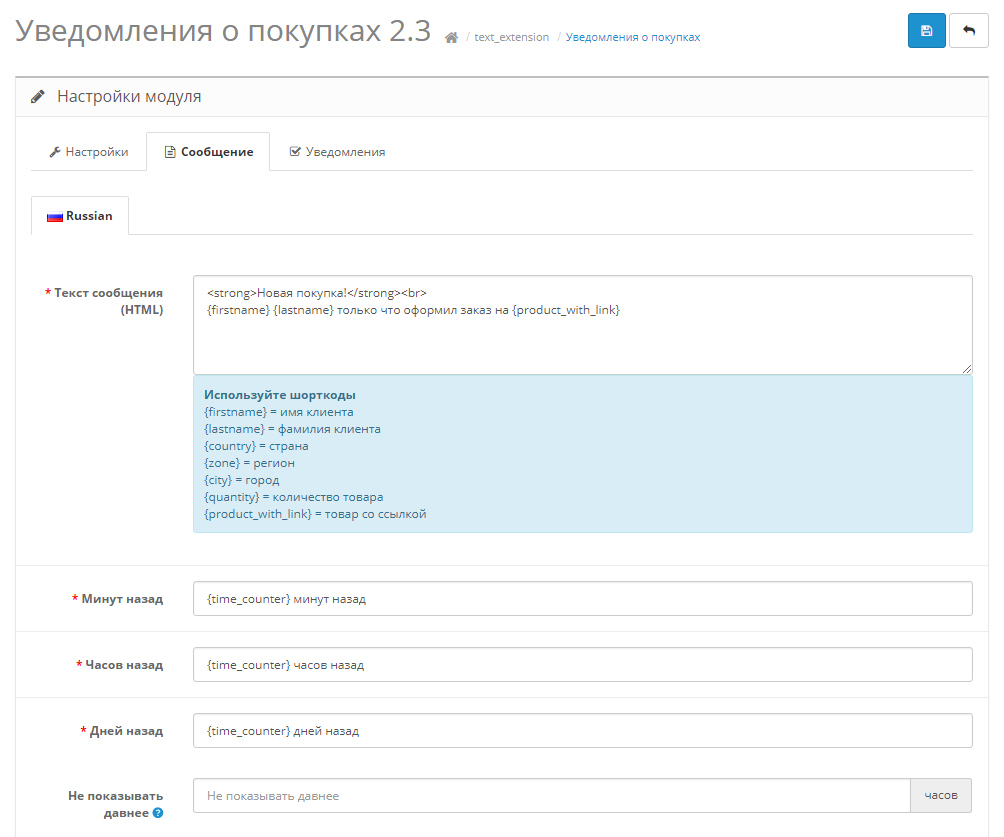 Уведомления о покупках 2.3 / text_extension / Уведомления о покупках
Настройки модуля
Настройки Сообщение Уведомления
Russian
* Текст сообщения (HTML)
<strong>Новая покупка!</strong><br>
{firstname} {lastname} только что оформил заказ на {product_with_link}
Используйте шорткоды
{firstname} = имя клиента
{lastname} = фамилия клиента
{country} = страна
{zone} = регион
{city} = город
{quantity} = количество товара
{product_with_link} = товар со ссылкой
* Минут назад {time_counter} минут назад
* Часов назад {time_counter} часов назад
* Дней назад {time_counter} дней назад
Не показывать давнее ? Не показывать давнее часов